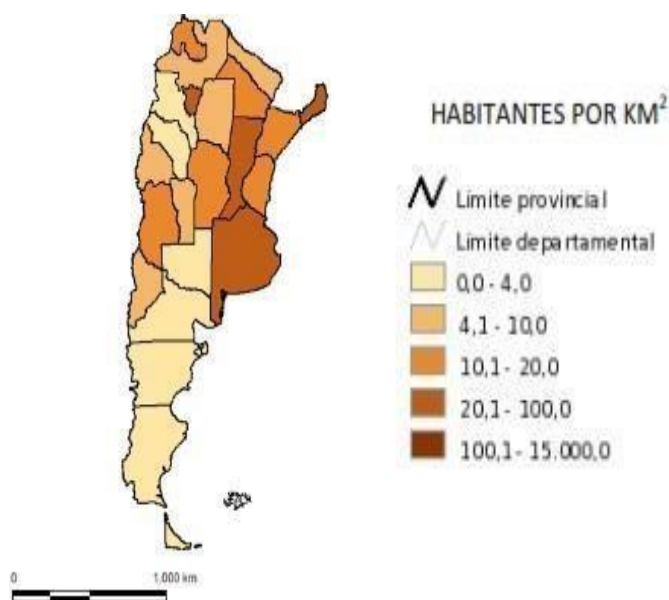 HABITANTES POR KM²
Límite provincial
Límite departamental
0,0 - 4,0
4,1 - 10,0
10,1 - 20,0
20,1 - 100,0
100,1 - 15.000,0
0 1.000 km